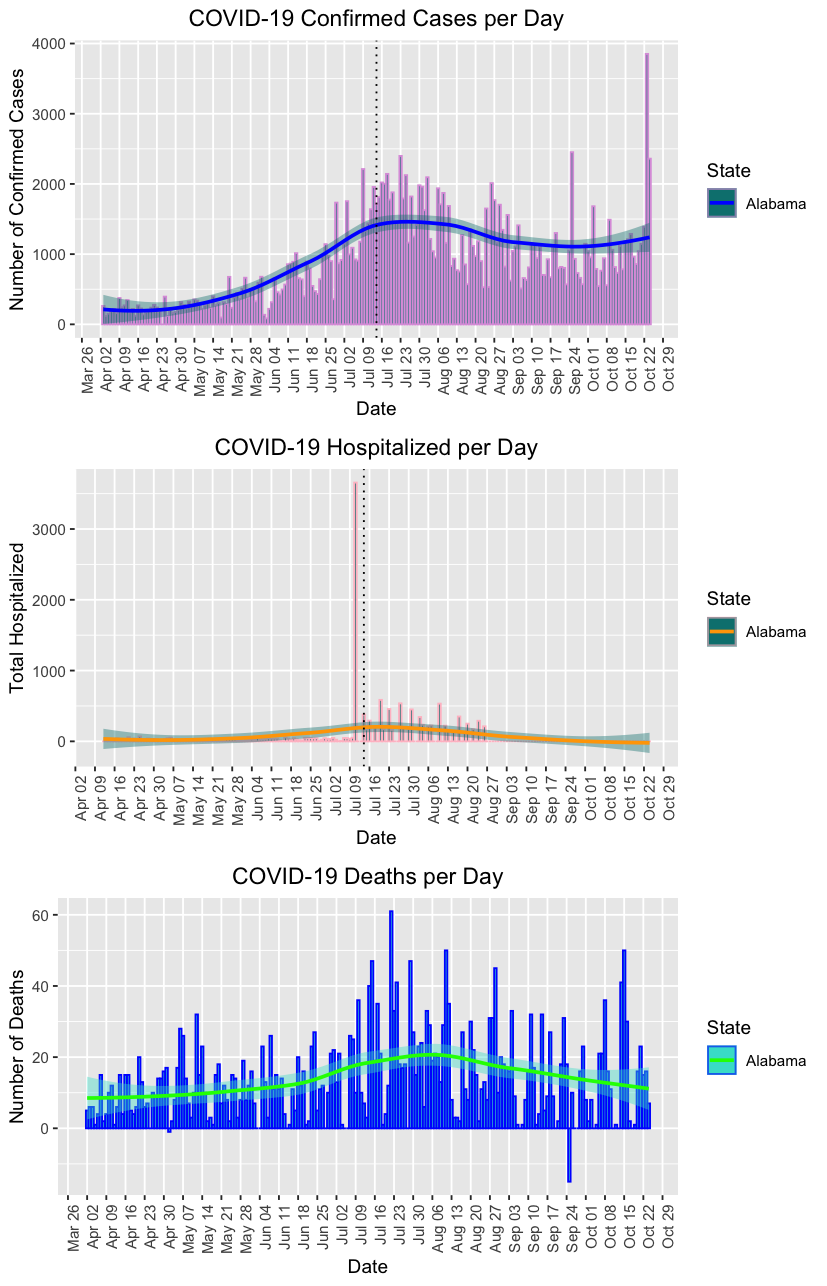 COVID-19 Confirmed Cases per Day
Number of Confirmed Cases
4000
3000
2000
1000
0
Mar 26
Apr 02
Apr 09
Apr 16
Apr 23
Apr 30
May 07
May 14
May 21
May 28
Jun 04
Jun 11
Jun 18
Jun 25
Jul 02
Jul 09
Jul 16
Jul 23
Jul 30
Aug 06
Aug 13
Aug 20
Aug 27
Sep 03
Sep 10
Sep 17
Sep 24
Oct 01
Oct 08
Oct 15
Oct 22
Oct 29
Date
State
Alabama
COVID-19 Hospitalized per Day
Total Hospitalized
3000
2000
1000
0
Apr 02
Apr 09
Apr 16
Apr 23
Apr 30
May 07
May 14
May 21
May 28
Jun 04
Jun 11
Jun 18
Jun 25
Jul 02
Jul 09
Jul 16
Jul 23
Jul 30
Aug 06
Aug 13
Aug 20
Aug 27
Sep 03
Sep 10
Sep 17
Sep 24
Oct 01
Oct 08
Oct 15
Oct 22
Oct 29
Date
State
Alabama
COVID-19 Deaths per Day
Number of Deaths
60
40
20
0
Mar 26
Apr 02
Apr 09
Apr 16
Apr 23
Apr 30
May 07
May 14
May 21
May 28
Jun 04
Jun 11
Jun 18
Jun 25
Jul 02
Jul 09
Jul 16
Jul 23
Jul 30
Aug 06
Aug 13
Aug 20
Aug 27
Sep 03
Sep 10
Sep 17
Sep 24
Oct 01
Oct 08
Oct 15
Oct 22
Oct 29
Date
State
Alabama